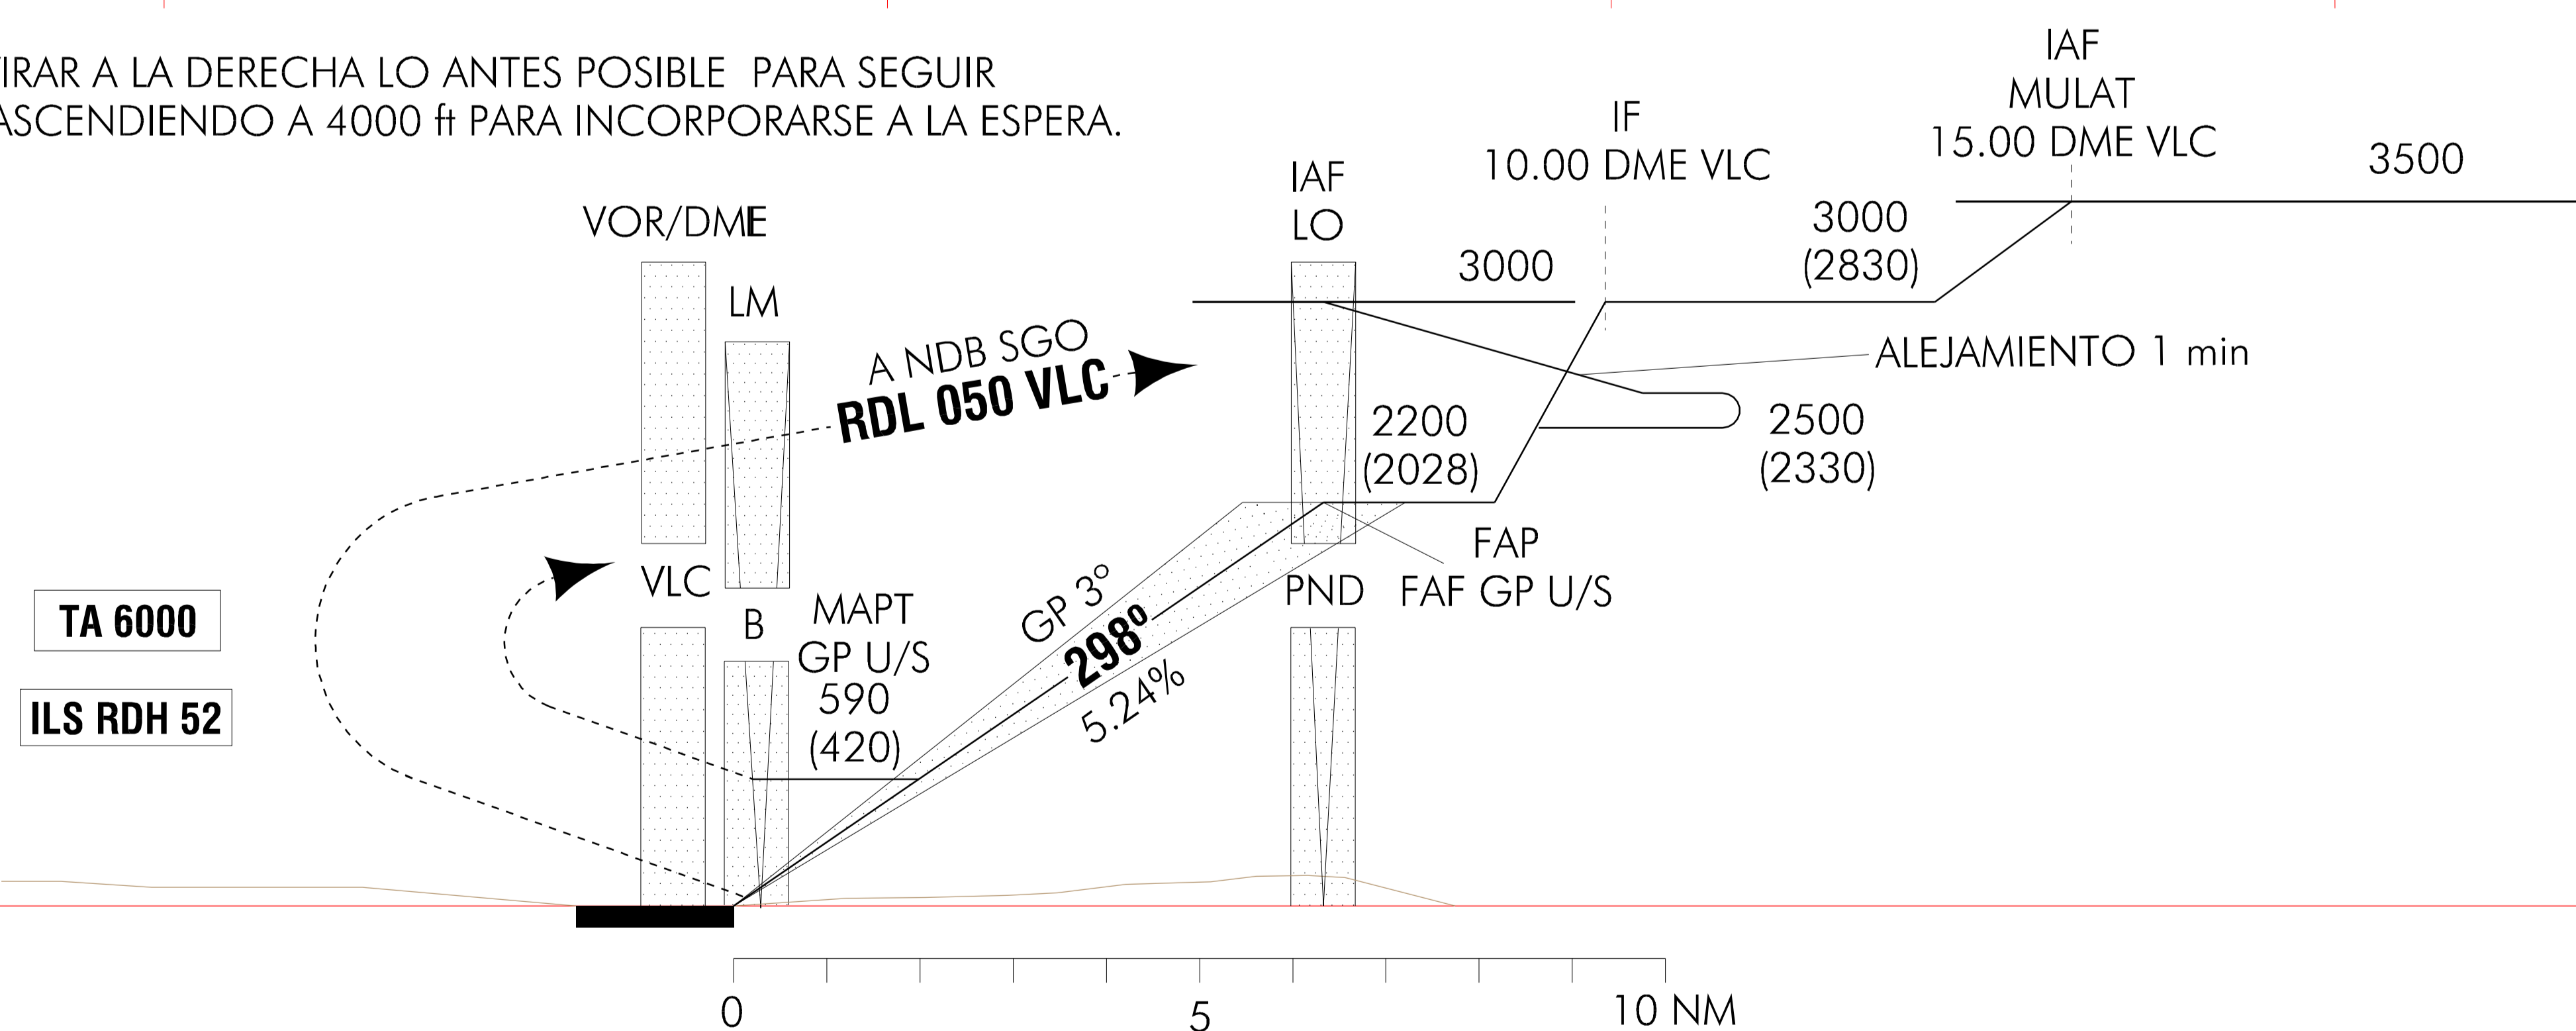 IRAR A LA DERECHA LO ANTES POSIBLE PARA SEGUIR
ASCENDIENDO A 4000 ft PARA INCORPORARSE A LA ESPERA.
IAF
MULAT
15.00 DME VLC
3500
IF
10.00 DME VLC
IAF
LO
3000
3000
(2830)
VOR/DME
LM
A NDB SGO
RDL 050 VLC
ALEJAMIENTO 1 min
2200
(2028)
2500
(2330)
VLC
B
MAPT
GP U/S
590
(420)
GP 3º
298º
5.24%
PND
FAP
FAF GP U/S
TA 6000
ILS RDH 52
0
5
10 NM